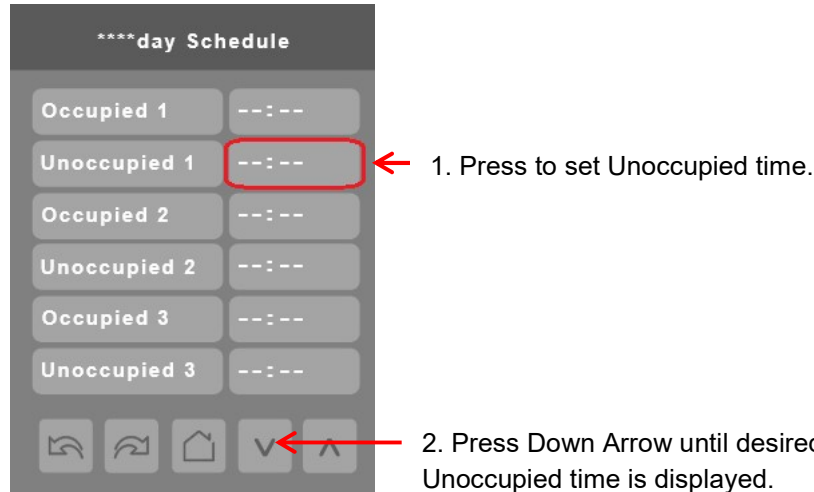 ****day Schedule
Occupied 1 --:--
Unoccupied 1 --:--
1. Press to set Unoccupied time.
Occupied 2 --:--
Unoccupied 2 --:--
Occupied 3 --:--
Unoccupied 3 --:--
2. Press Down Arrow until desired
Unoccupied time is displayed.